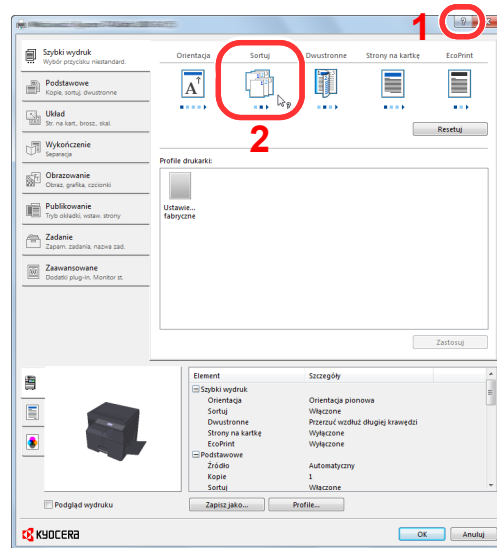 1
?
Szybki wydruk
Wybór przycisku niestandard.
Podstawowe
Kopie, sortuj, dwustronne
Układ
Str. na kart., brosz., skal.
Wykończenie
Separacja
Obrazowanie
Obraz, grafika, czcionki
Publikowanie
Tryb okładki, wstaw. strony
Zadanie
Zapam. zadania, nazwa zad.
Zaawansowane
Dodatki plug-in, Monitor st.
Orientacja Sortuj Dwustronne Strony na kartkę EcoPrint
A
2
Resetuj
Profile drukarki:
Ustawie...
fabryczne
Zastosuj
Element Szczegóły
Szybki wydruk
Orientacja Orientacja pionowa
Sortuj Włączone
Dwustronne Przerzuć wzdłuż długiej krawędzi
Strony na kartkę Wyłączone
EcoPrint Wyłączone
Podstawowe
Źródło Automatyczny
Kopie 1
Sortuj Włączone
Podgląd wydruku
Zapisz jako... Profile...
KYOCERA
OK Anuluj